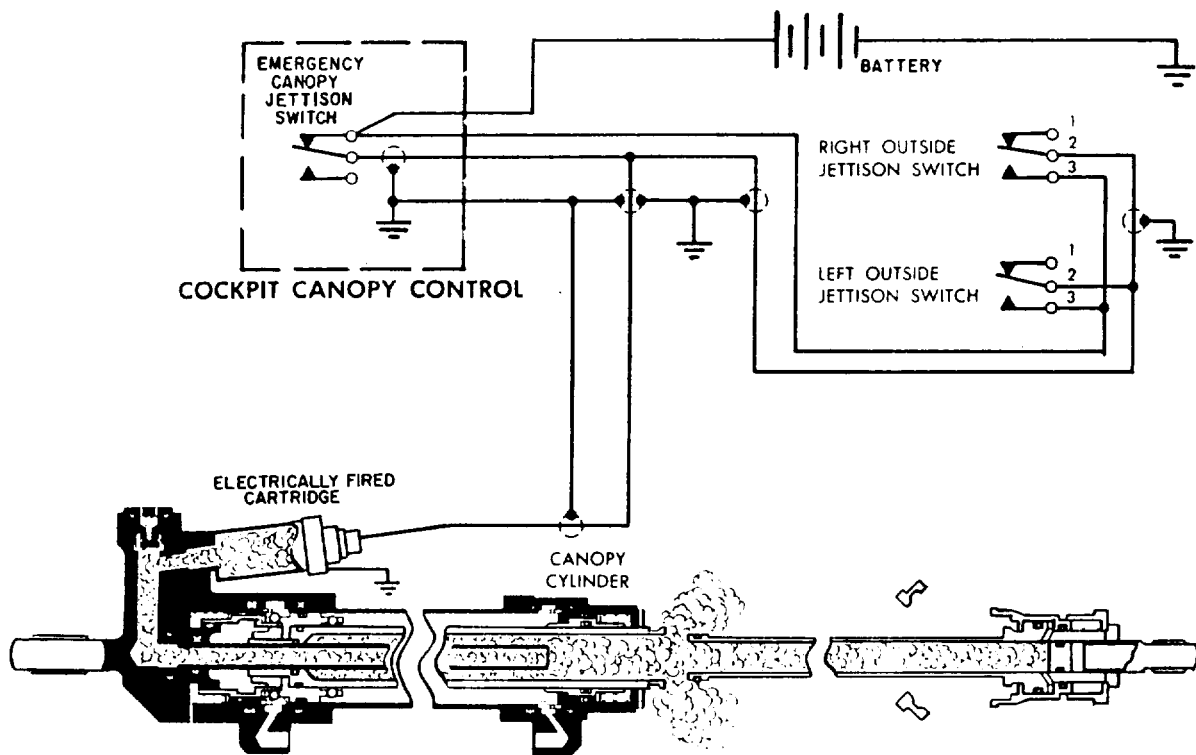 EMERGENCY
CANOPY
JETTISON
SWITCH
BATTERY
COCKPIT CANOPY CONTROL
RIGHT OUTSIDE
JETTISON SWITCH
1
2
3
LEFT OUTSIDE
JETTISON SWITCH
1
2
3
ELECTRICALLY FIRED
CARTRIDGE
CANOPY
CYLINDER